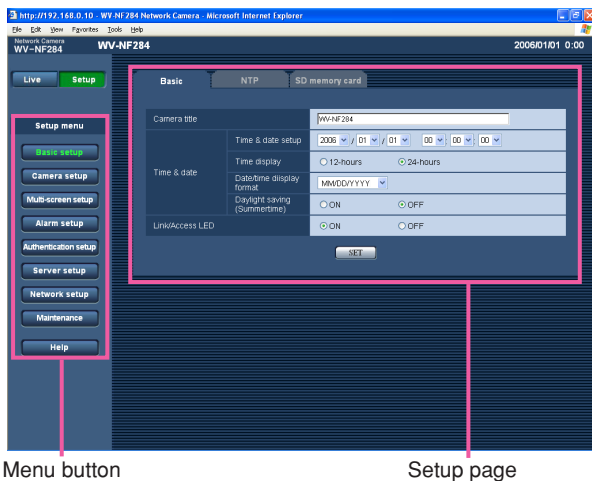 http://192.168.0.10 - WV-NF284 Network Camera - Microsoft Internet Explorer
File Edit View Favorites Tools Help
Network Camera
WV-NF284
WV-NF284
2006/01/01 0:00
Live
Setup
Setup menu
Basic setup
Camera setup
Multi-screen setup
Alarm setup
Authentication setup
Server setup
Network setup
Maintenance
Help
Basic
NTP
SD memory card
Camera title
WV-NF284
Time & date
Time & date setup
2006 / 01 / 01 00 : 00 : 00
Time display
12-hours
24-hours
Date/time diisplay
format
MM/DD/YYYY
Daylight saving
(Summertime)
ON
OFF
Link/Access LED
ON
OFF
SET
Menu button
Setup page